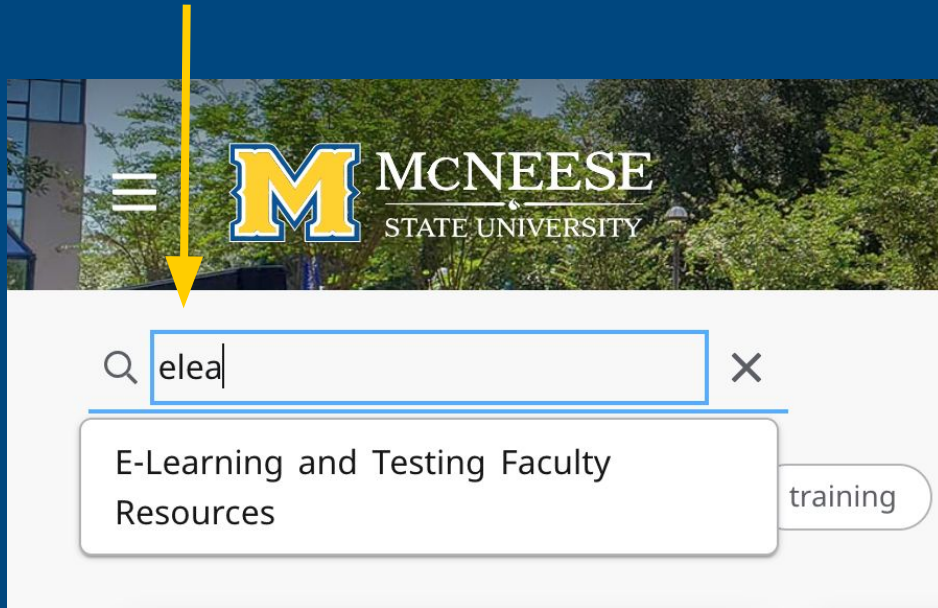 M
McNEESE
STATE UNIVERSITY
elea
E-Learning and Testing Faculty
Resources
training